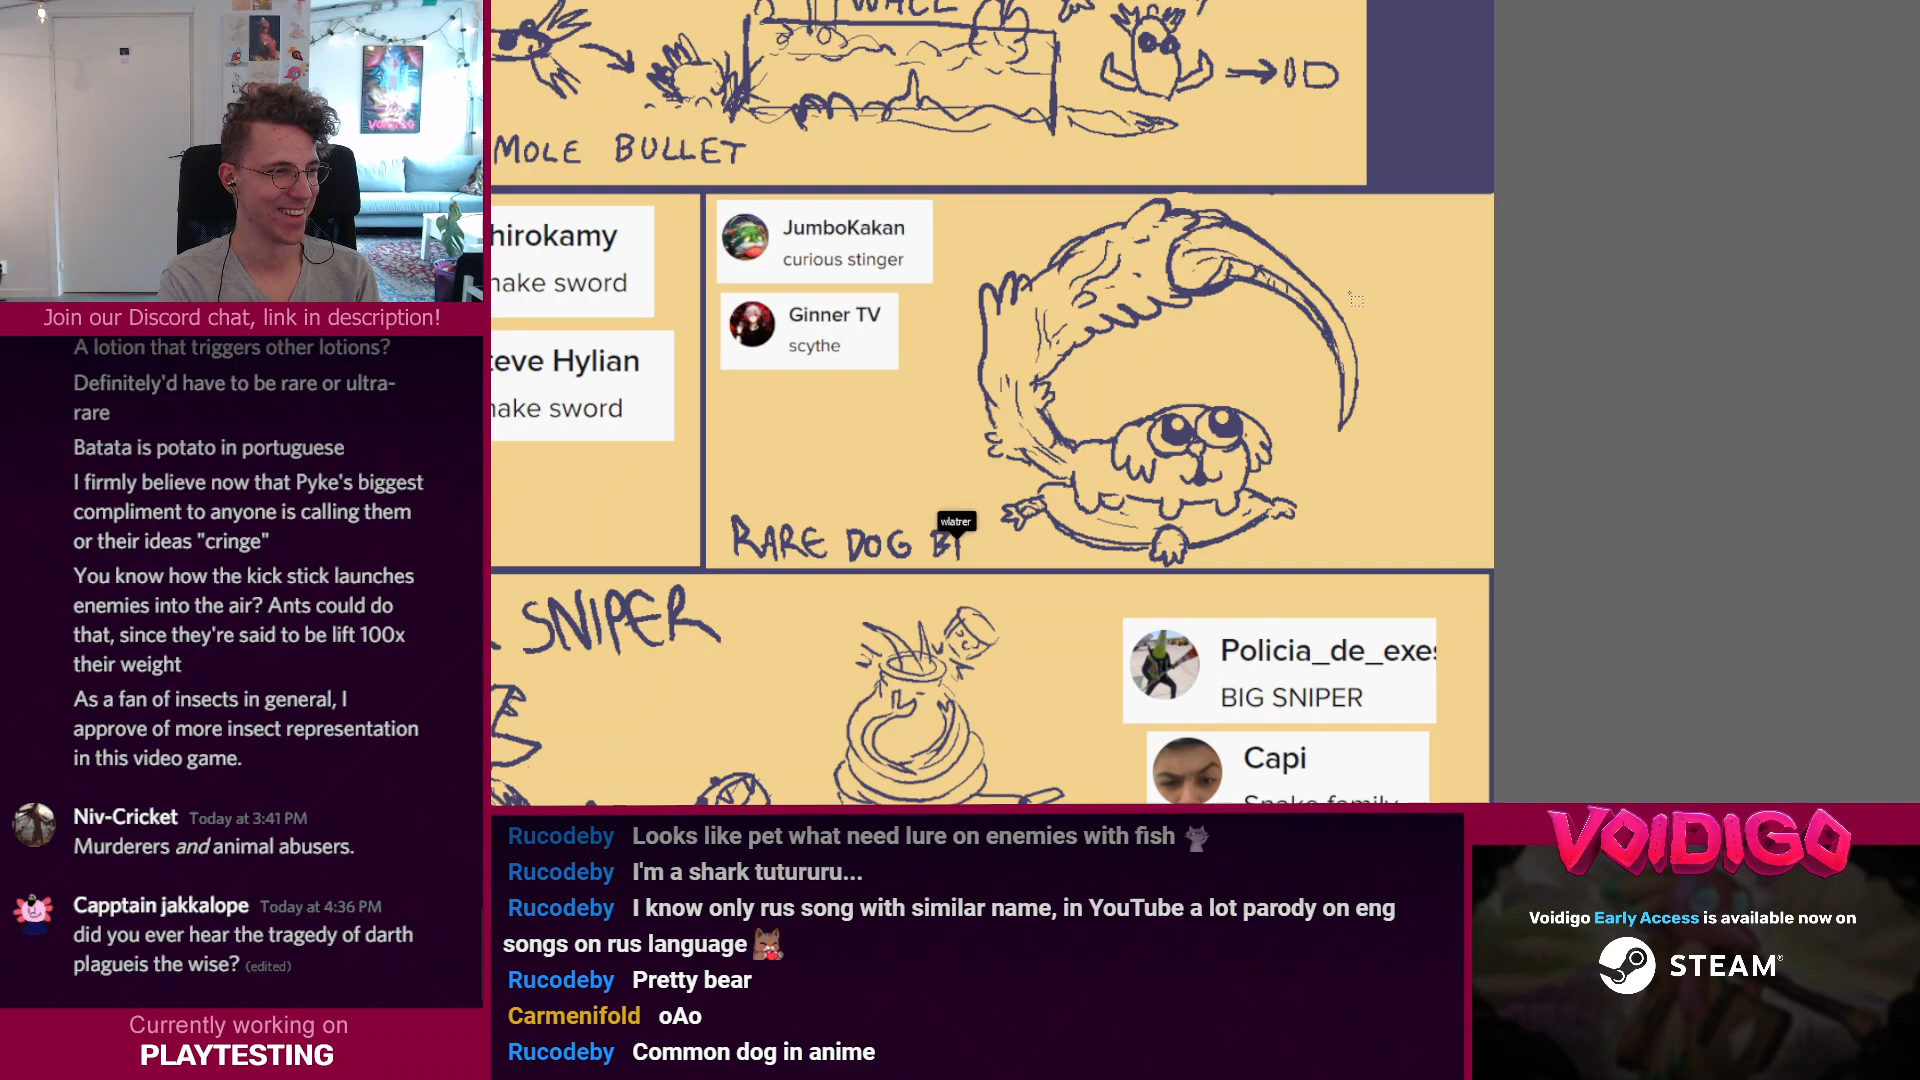 VOIDIGO
Join our Discord chat, link in description!
A lotion that triggers other lotions?
Definitely'd have to be rare or ultra-
rare
Batata is potato in portuguese
I firmly believe now that Pyke's biggest
compliment to anyone is calling them
or their ideas "cringe"
You know how the kick stick launches
enemies into the air? Ants could do
that, since they're said to be lift 100x
their weight
As a fan of insects in general, I
approve of more insect representation
in this video game.
Niv-Cricket Today at 3:41 PM
Murderers and animal abusers.
Capptain jakkalope Today at 4:36 PM
did you ever hear the tragedy of darth
plagueis the wise? (edited)
Currently working on
PLAYTESTING
WALL
MOLE BULLET
hirokamy
make sword
teve Hylian
make sword
JumboKakan
curious stinger
Ginner TV
scythe
RARE DOG
wlatrer
SNIPER
Policia_de_exes
BIG SNIPER
Capi
Snake family
Rucodeby Looks like pet what need lure on enemies with fish
Rucodeby I'm a shark tutururu...
Rucodeby I know only rus song with similar name, in YouTube a lot parody on eng
songs on rus language
Rucodeby Pretty bear
Carmenifold oAo
Rucodeby Common dog in anime
VOIDIGO
Voidigo Early Access is available now on
STEAM